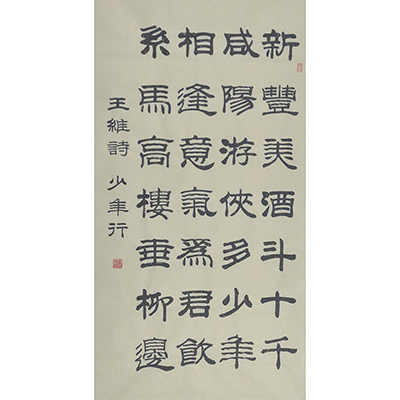 新豐美酒斗十千
咸陽游俠多少年
相逢意氣爲君飲
系馬高樓垂柳邊
王維詩 少年行